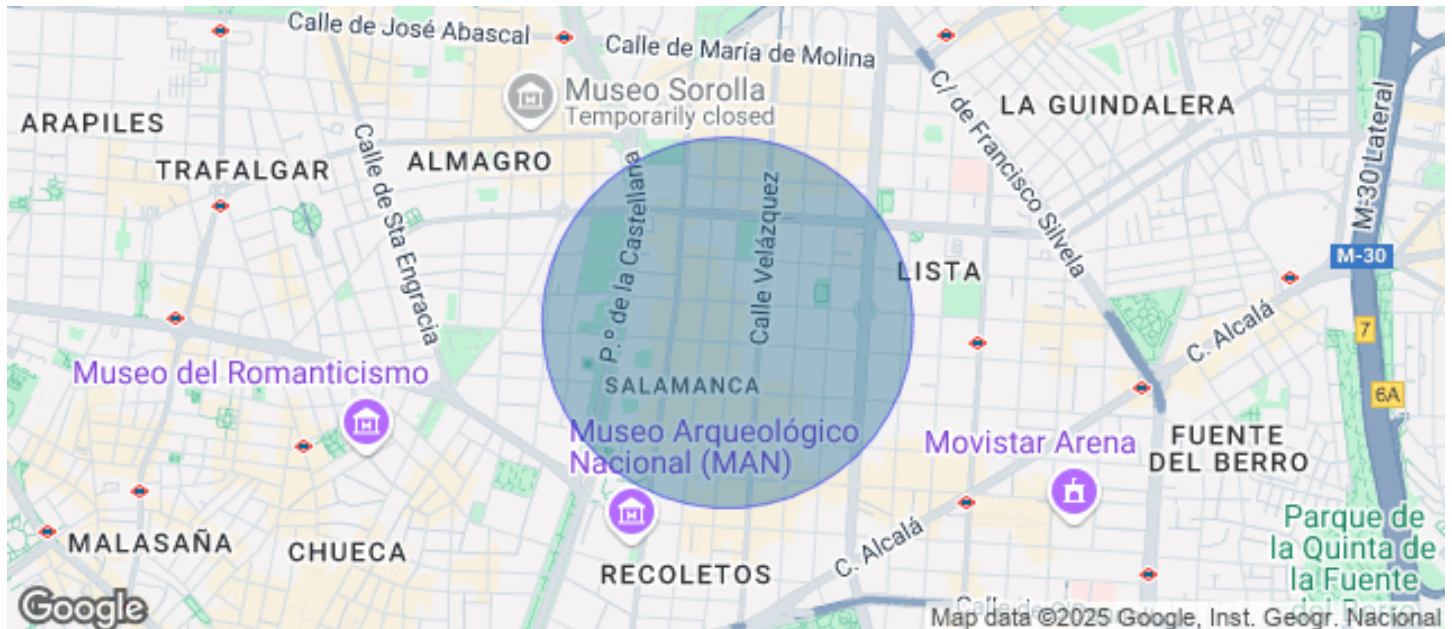 Calle de José Abascal
Calle de María de Molina
Museo Sorolla
Temporarily closed
C/ de Francisco Silvela
LA GUINDALERA
M-30 Lateral
ARAPILES
TRAFALGAR
ALMAGRO
Calle de Sta Engracia
P.º de la Castellana
Calle Velázquez
LISTA
M-30
7
6A
C. Alcalá
Museo del Romanticismo
SALAMANCA
Museo Arqueológico
Nacional (MAN)
Movistar Arena
FUENTE
DEL BERRO
MALASAÑA
CHUECA
RECOLETOS
C. Alcalá
Parque de
la Quinta de
la Fuente
del Berro
Google
Map data ©2025 Google, Inst. Geogr. Nacional